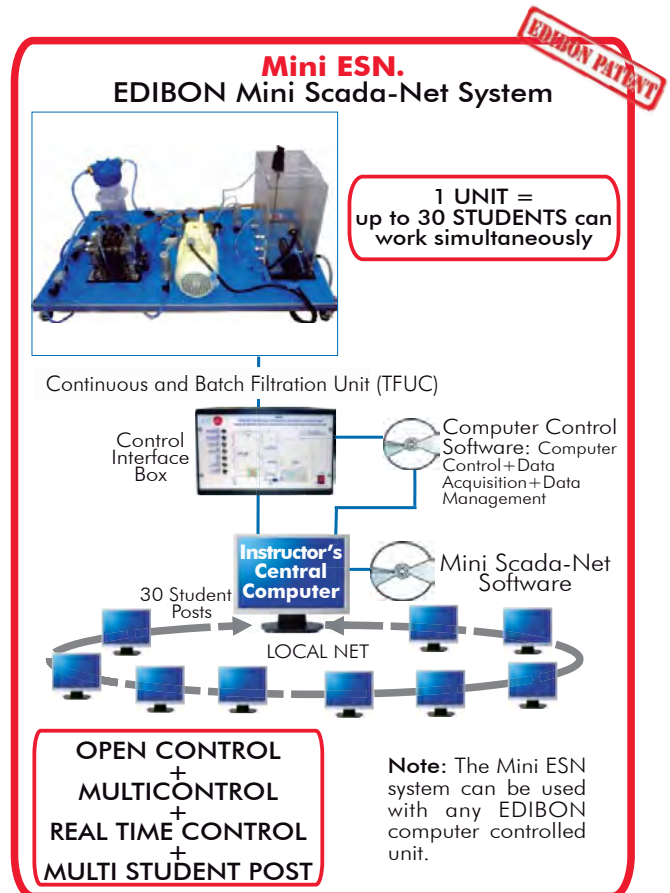 EDIBON PATENT
Mini ESN.
EDIBON Mini Scada-Net System
1 UNIT =
up to 30 STUDENTS can
work simultaneously
Continuous and Batch Filtration Unit (TFUC)
Control
Interface
Box
Computer Control
Software: Computer
Control+Data
Acquisition+Data
Management
Instructor's
Central
Computer
Mini Scada-Net
Software
30 Student
Posts
LOCAL NET
OPEN CONTROL
+
MULTICONTROL
+
REAL TIME CONTROL
+
MULTI STUDENT POST
Note: The Mini ESN
system can be used
with any EDIBON
computer controlled
unit.